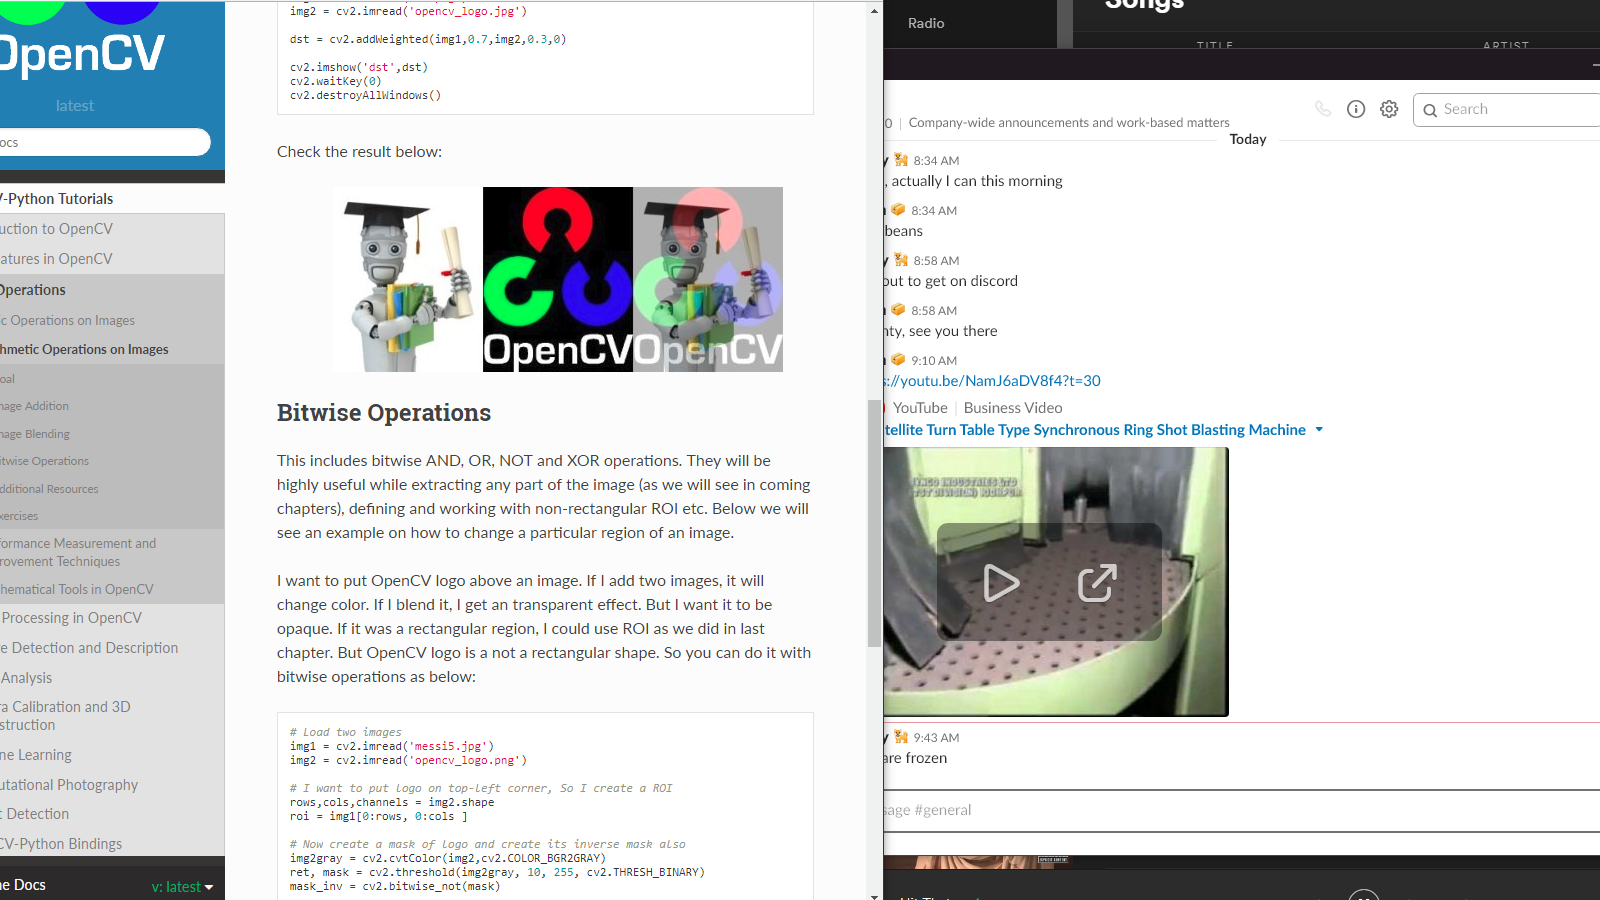 OpenCV
latest
ocs
V-Python Tutorials
uction to OpenCV
atures in OpenCV
Operations
c Operations on Images
hmetic Operations on Images
oal
mage Addition
mage Blending
itwise Operations
dditional Resources
xercises
formance Measurement and
rovement Techniques
hematical Tools in OpenCV
Processing in OpenCV
re Detection and Description
Analysis
ra Calibration and 3D
struction
ne Learning
utational Photography
t Detection
CV-Python Bindings
he Docs
v: latest
img2 = cv2.imread('opencv_logo.jpg')
dst = cv2.addWeighted(img1,0.7,img2,0.3,0)
cv2.imshow('dst',dst)
cv2.waitKey(0)
cv2.destroyAllWindows()
Check the result below:
OpenCV OpenCV
Bitwise Operations
This includes bitwise AND, OR, NOT and XOR operations. They will be
highly useful while extracting any part of the image (as we will see in coming
chapters), defining and working with non-rectangular ROI etc. Below we will
see an example on how to change a particular region of an image.
I want to put OpenCV logo above an image. If I add two images, it will
change color. If I blend it, I get an transparent effect. But I want it to be
opaque. If it was a rectangular region, I could use ROI as we did in last
chapter. But OpenCV logo is a not a rectangular shape. So you can do it with
bitwise operations as below:
# Load two images
img1 = cv2.imread('messi5.jpg')
img2 = cv2.imread('opencv_logo.png')
# I want to put logo on top-left corner, So I create a ROI
rows,cols,channels = img2.shape
roi = img1[0:rows, 0:cols ]
# Now create a mask of logo and create its inverse mask also
img2gray = cv2.cvtColor(img2,cv2.COLOR_BGR2GRAY)
ret, mask = cv2.threshold(img2gray, 10, 255, cv2.THRESH_BINARY)
mask_inv = cv2.bitwise_not(mask)
Radio
Songs
TITLE ARTIST
0 | Company-wide announcements and work-based matters
Search
Today
y 8:34 AM
, actually I can this morning
8:34 AM
beans
y 8:58 AM
out to get on discord
8:58 AM
nty, see you there
9:10 AM
s://youtu.be/NamJ6aDV8f4?t=30
YouTube | Business Video
tellite Turn Table Type Synchronous Ring Shot Blasting Machine
y 9:43 AM
are frozen
sage #general